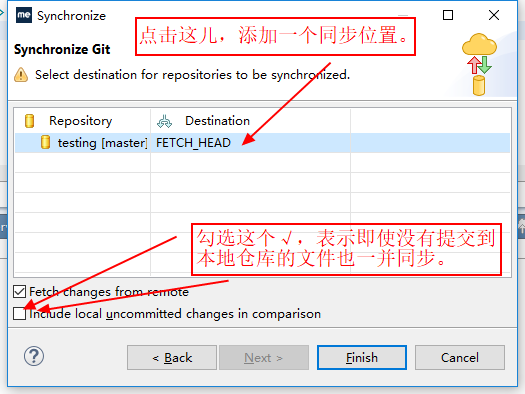 me Synchronize
点击这儿，添加一个同步位置。
Synchronize Git
Select destination for repositories to be synchronized.
Repository Destination
testing [master] FETCH_HEAD
勾选这个√，表示即使没有提交到
本地仓库的文件也一并同步。
Fetch changes from remote
Include local uncommitted changes in comparison
? < Back Next > Finish Cancel